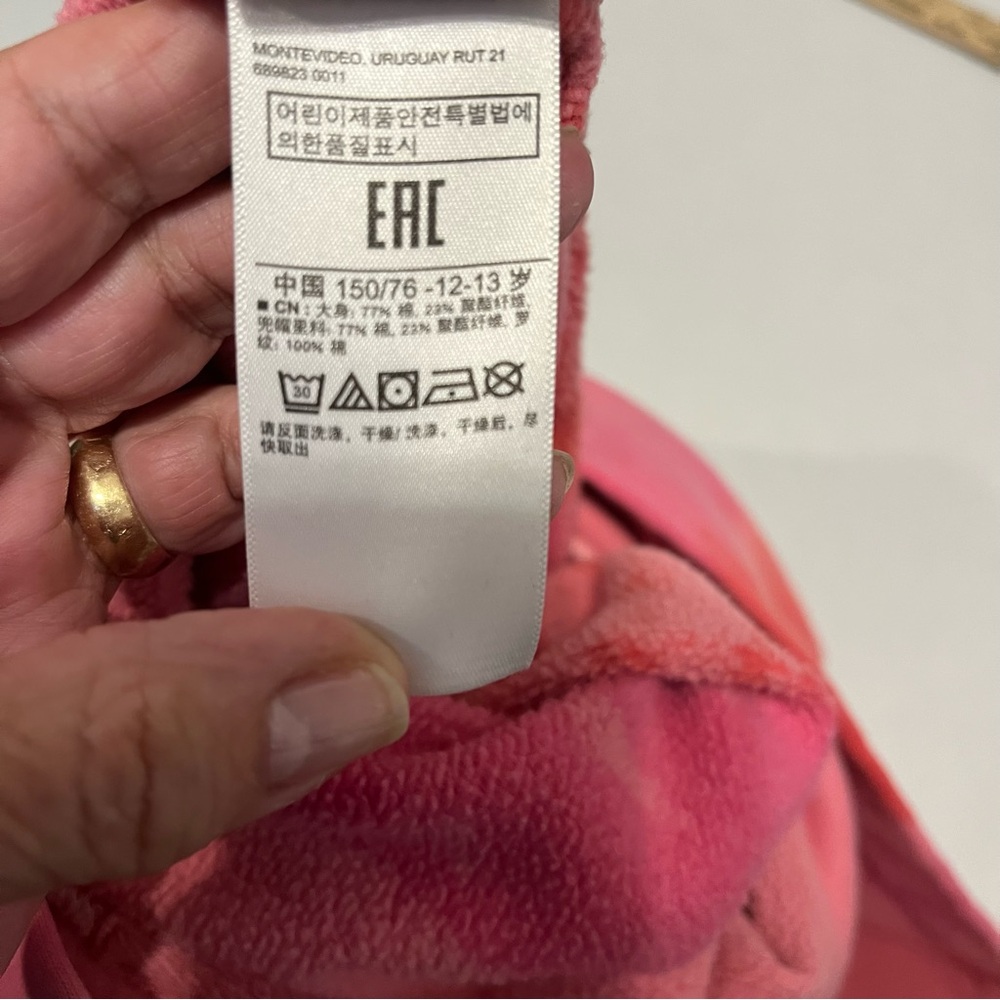 MONTEVIDEO. URUGUAY RUT 21
689823 0011
어린이제품안전특별법에
의한품질표시
EAC
中国 150/76 -12-13 岁
■ CN: 大身: 77% 棉, 23% 聚酯纤维,
兜帽里料: 77% 棉, 23% 聚酯纤维, 罗
纹: 100% 棉
30
请反面洗涤, 干燥/ 洗涤, 干燥后, 尽
快取出